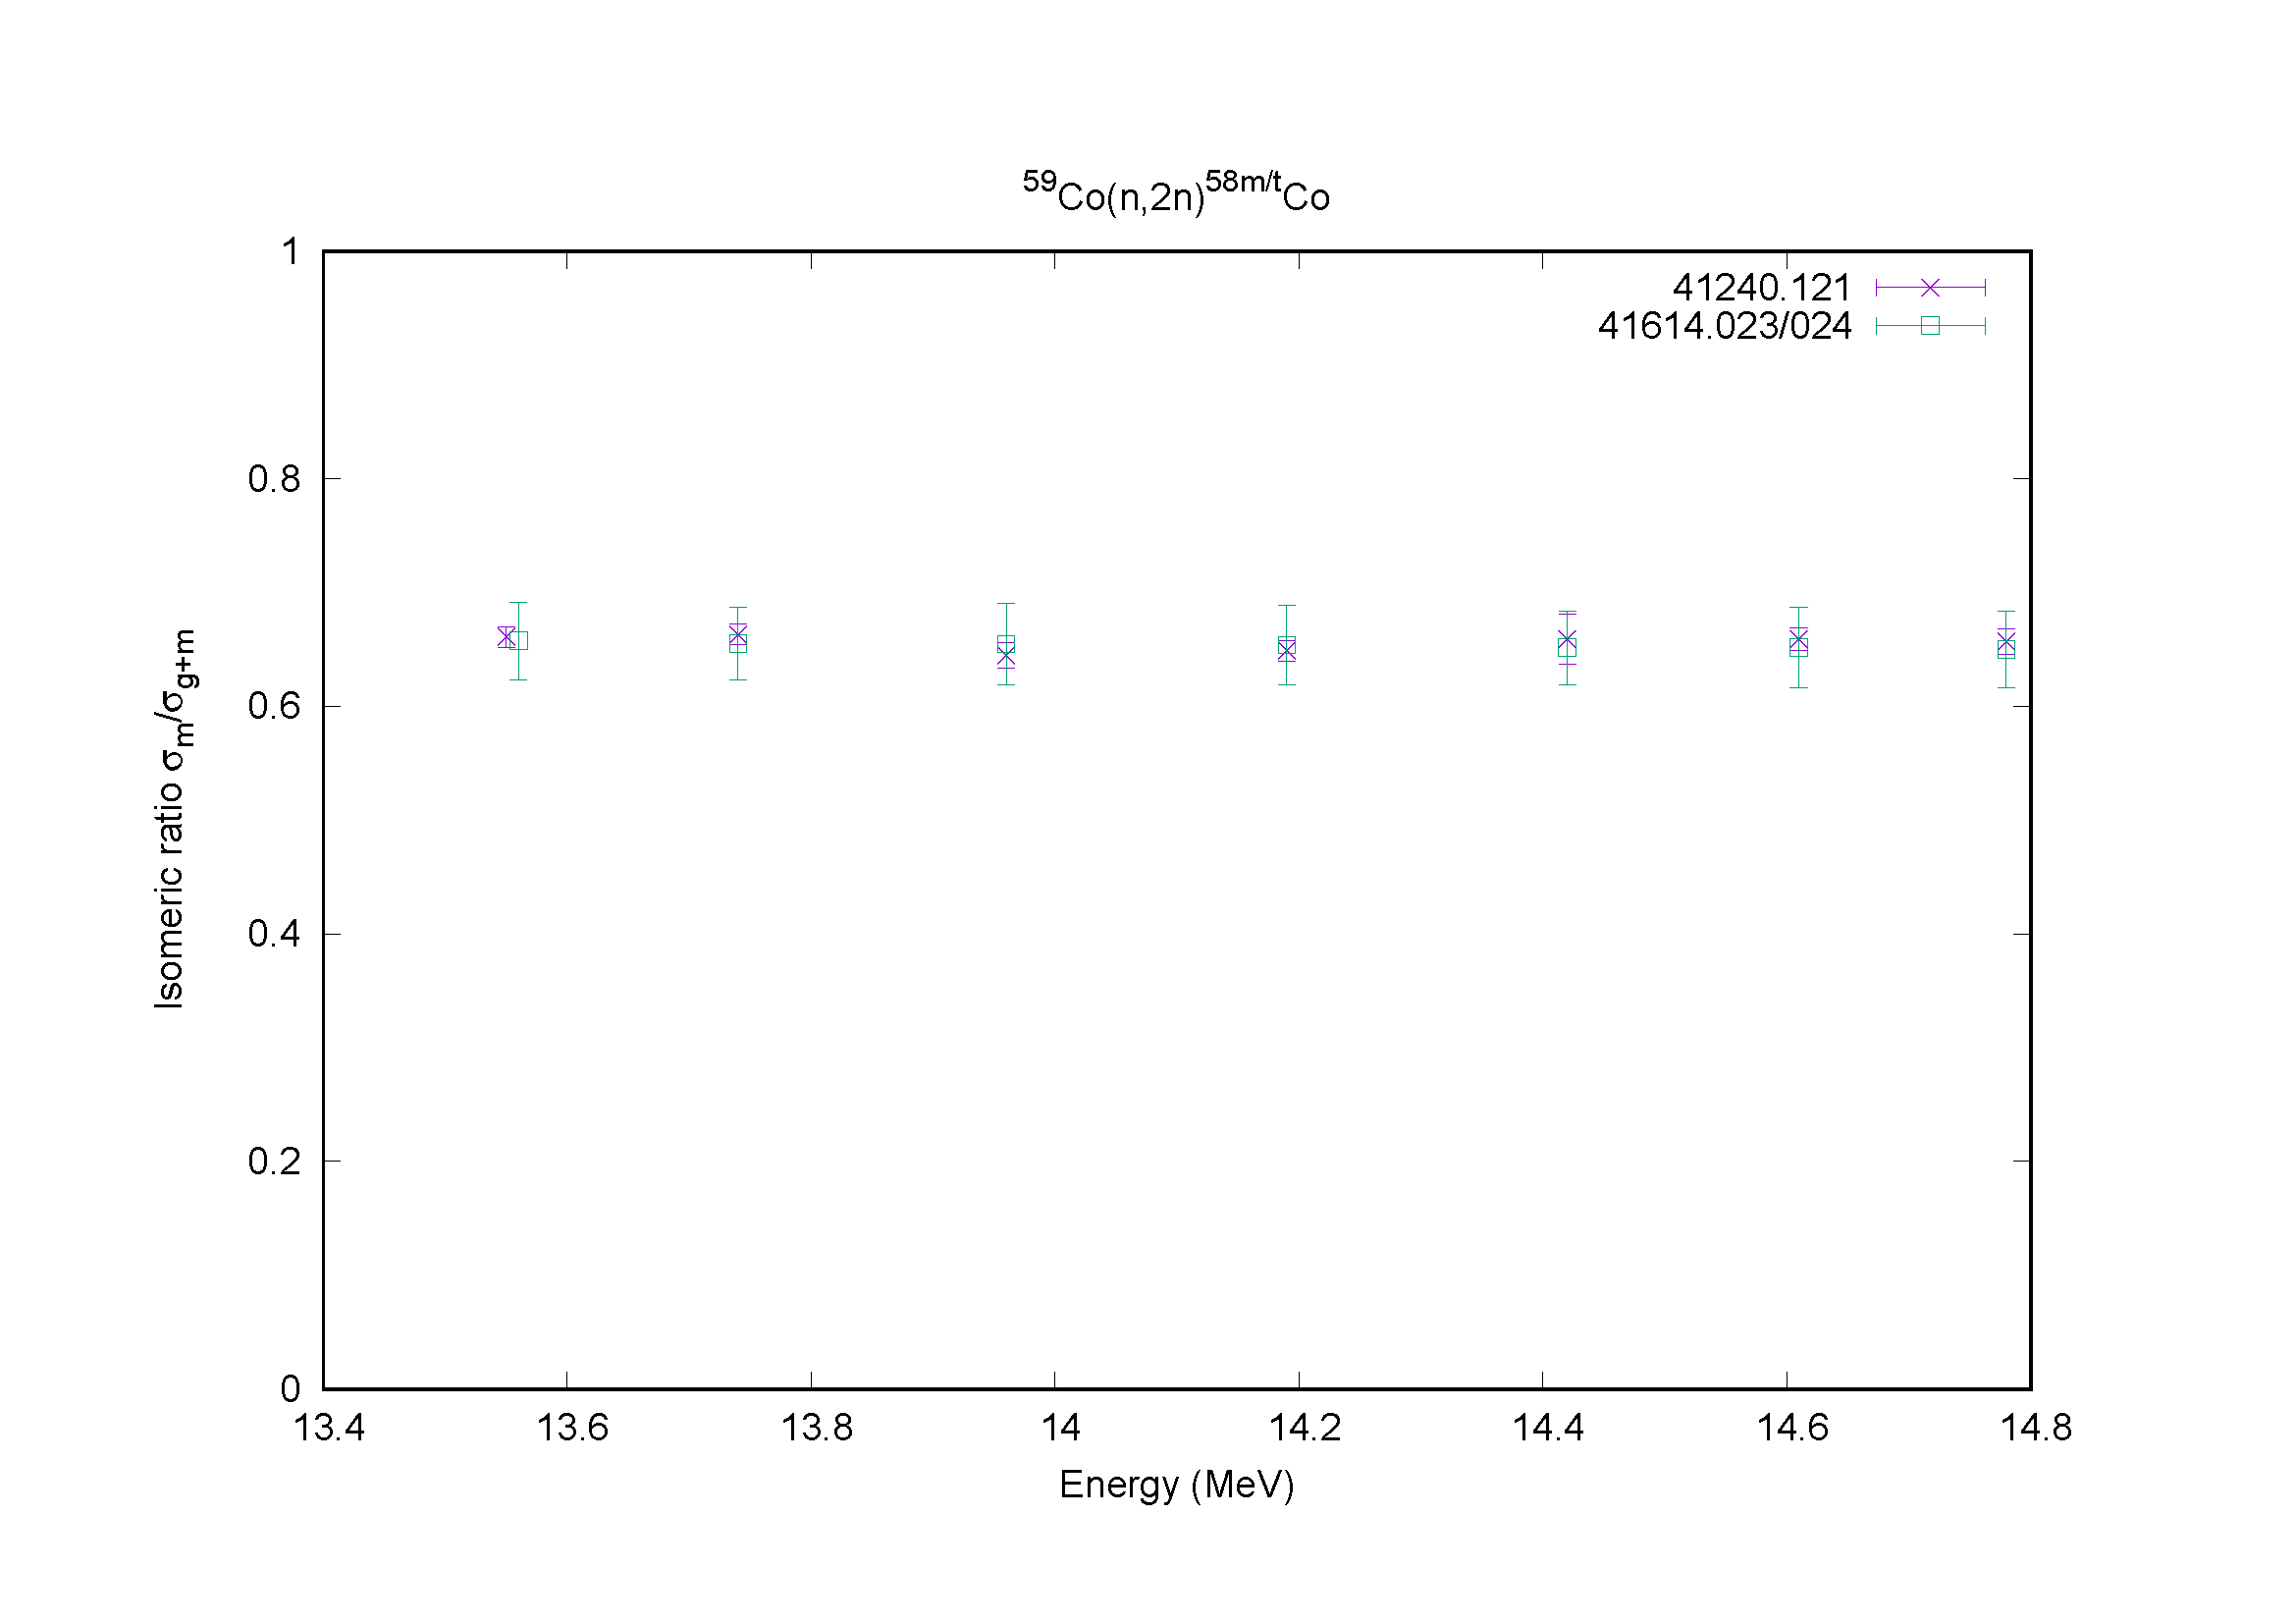 ⁵⁹Co(n,2n)⁵⁸ᵐ/ᵗCo
1
41240.121
41614.023/024
0.8
0.6
0.4
0.2
0
Isomeric ratio σm/σg+m
13.4 13.6 13.8 14 14.2 14.4 14.6 14.8
Energy (MeV)